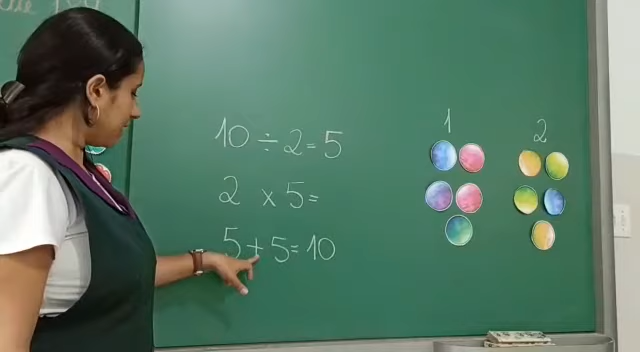 10 ÷ 2 = 5
2 x 5 =
5 + 5 = 10
1 2